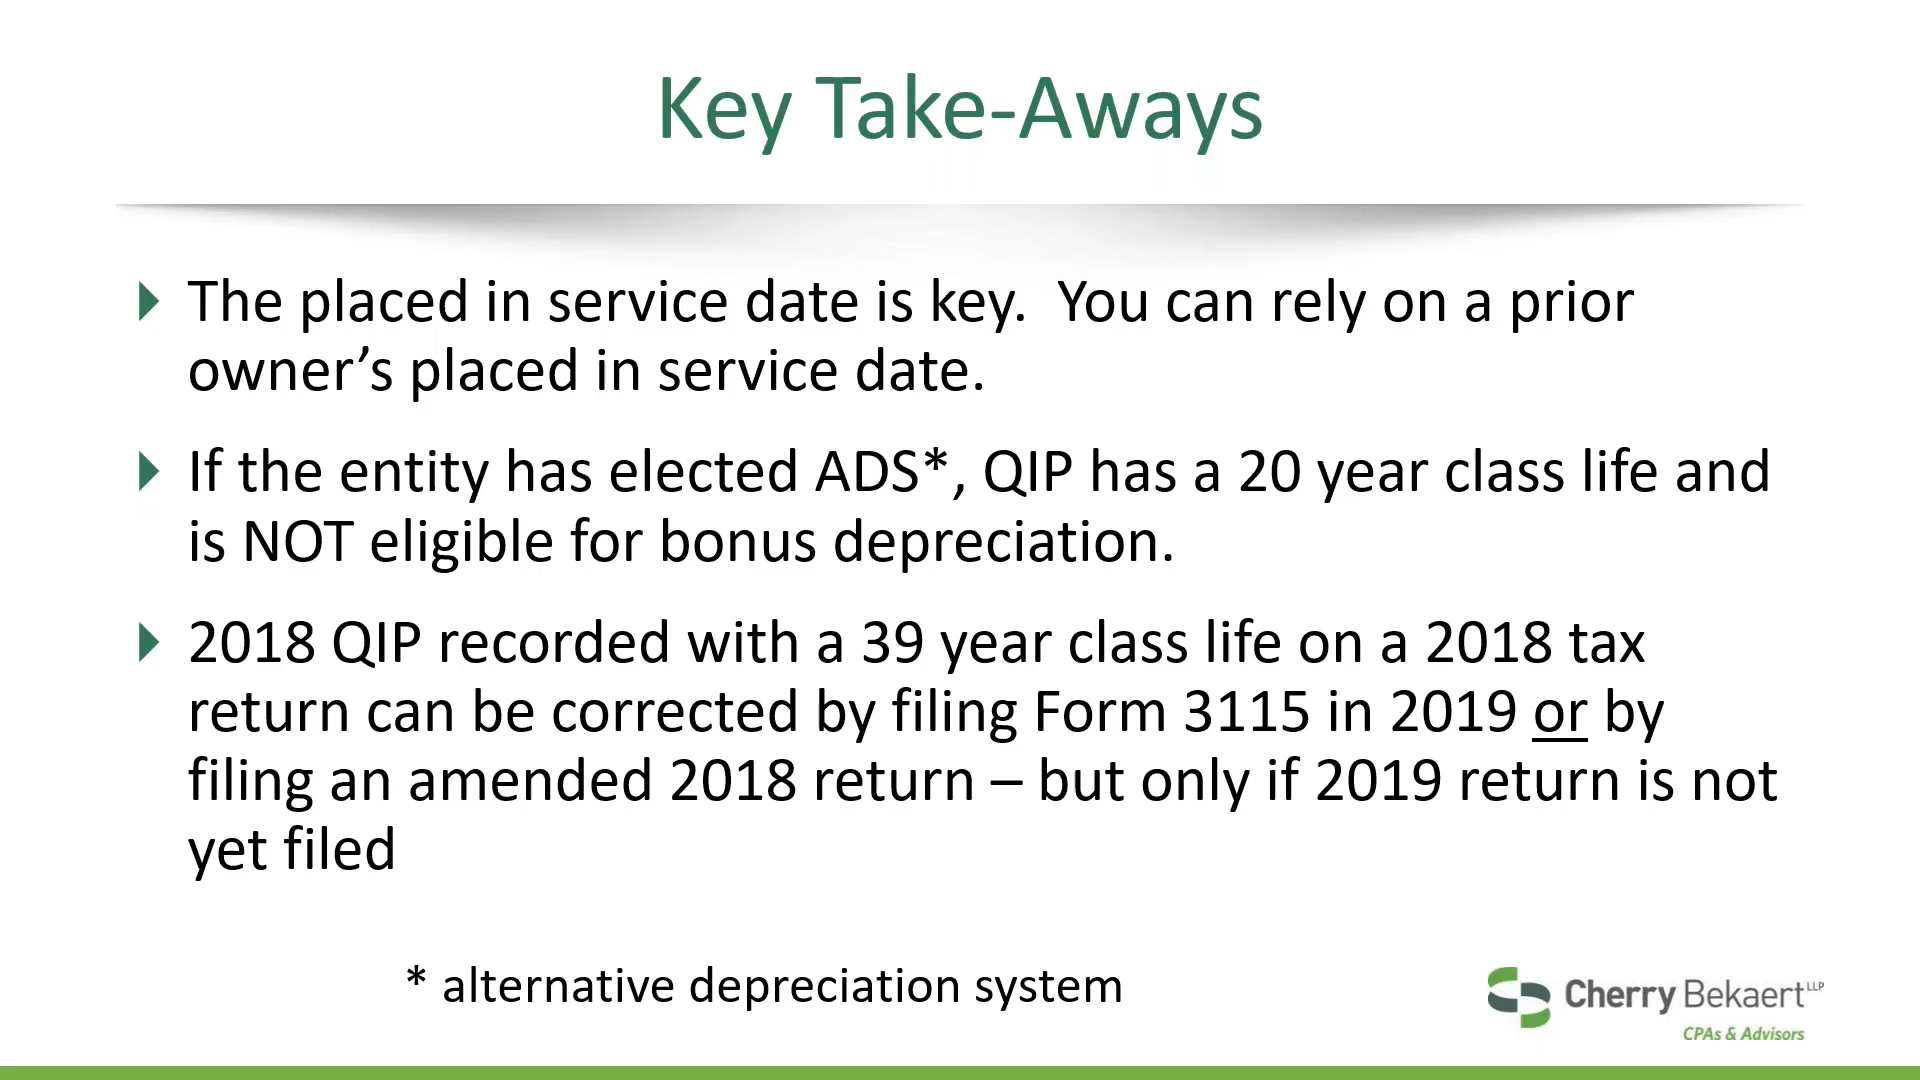 Key Take-Aways
The placed in service date is key.  You can rely on a prior
owner’s placed in service date.
If the entity has elected ADS*, QIP has a 20 year class life and
is NOT eligible for bonus depreciation.
2018 QIP recorded with a 39 year class life on a 2018 tax
return can be corrected by filing Form 3115 in 2019 or by
filing an amended 2018 return – but only if 2019 return is not
yet filed
* alternative depreciation system
Cherry Bekaert LLP
CPAs & Advisors